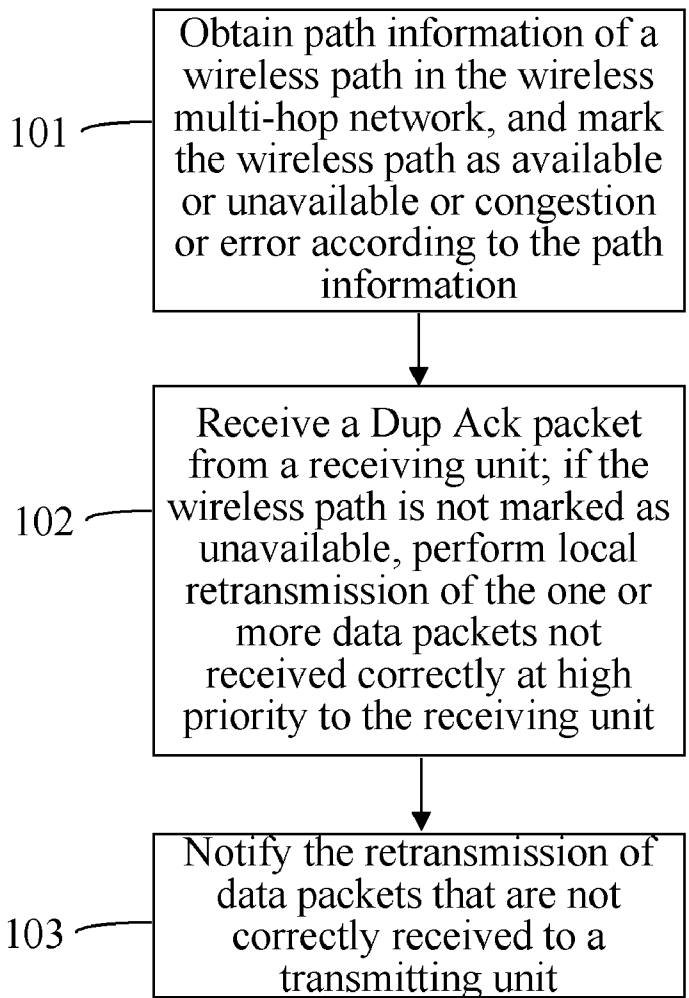 Obtain path information of a
wireless path in the wireless
multi-hop network, and mark
the wireless path as available
or unavailable or congestion
or error according to the path
information
101
Receive a Dup Ack packet
from a receiving unit; if the
wireless path is not marked as
unavailable, perform local
retransmission of the one or
more data packets not
received correctly at high
priority to the receiving unit
102
Notify the retransmission of
data packets that are not
correctly received to a
transmitting unit
103